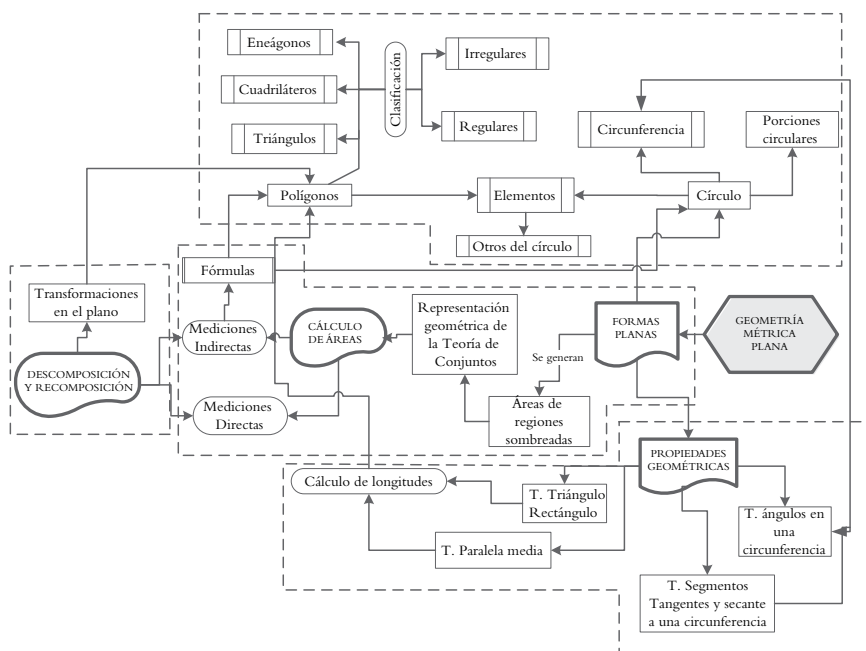 Eneágonos
Cuadriláteros
Triángulos
Clasificación
Irregulares
Regulares
Circunferencia
Porciones
circulares
Polígonos
Elementos
Círculo
Otros del círculo
Fórmulas
Transformaciones
en el plano
Mediciones
Indirectas
CÁLCULO
DE ÁREAS
Representación
geométrica de
la Teoría de
Conjuntos
FORMAS
PLANAS
GEOMETRÍA
MÉTRICA
PLANA
Se generan
DESCOMPOSICIÓN
Y RECOMPOSICIÓN
Mediciones
Directas
Áreas de
regiones
sombreadas
PROPIEDADES
GEOMÉTRICAS
Cálculo de longitudes
T. Triángulo
Rectángulo
T. ángulos en
una
circunferencia
T. Paralela media
T. Segmentos
Tangentes y secante
a una circunferencia